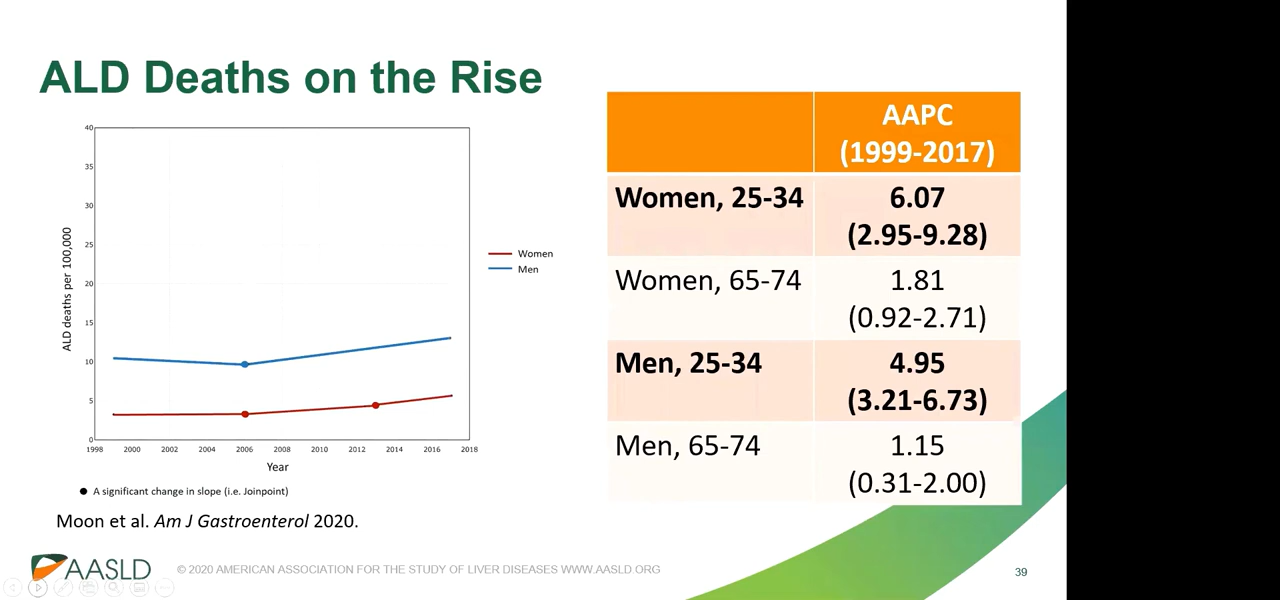 ALD Deaths on the Rise
40
35
30
25
20
15
10
5
0
ALD deaths per 100,000
1998 2000 2002 2004 2006 2008 2010 2012 2014 2016 2018
Year
Women
Men
A significant change in slope (i.e. Joinpoint)
Moon et al. Am J Gastroenterol 2020.
AAPC
(1999-2017)
Women, 25-34 6.07
(2.95-9.28)
Women, 65-74 1.81
(0.92-2.71)
Men, 25-34 4.95
(3.21-6.73)
Men, 65-74 1.15
(0.31-2.00)
AASLD
© 2020 AMERICAN ASSOCIATION FOR THE STUDY OF LIVER DISEASES WWW.AASLD.ORG
39